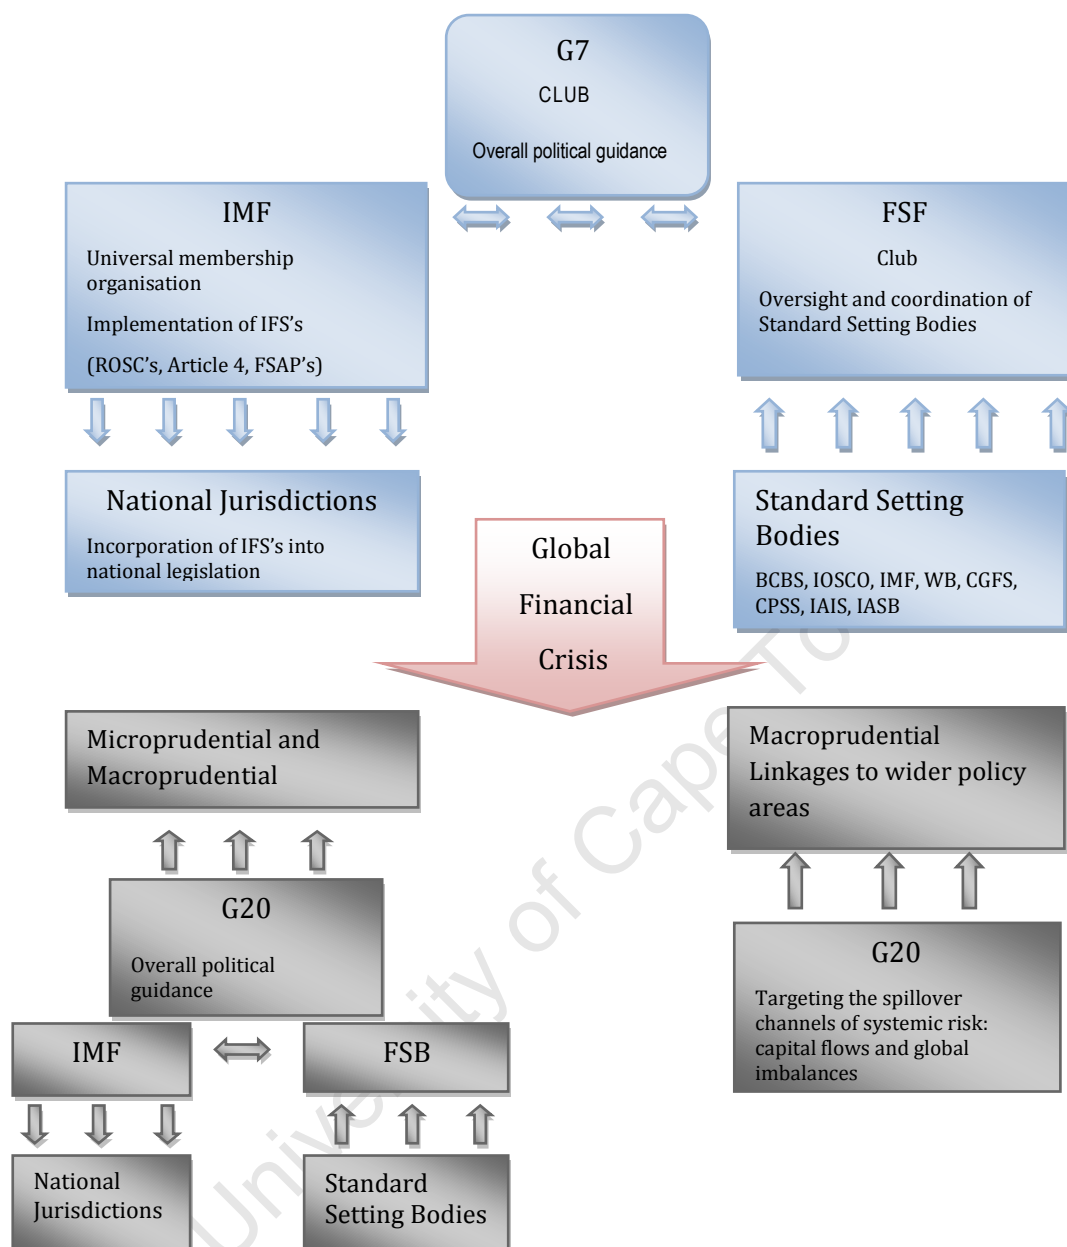 G7
CLUB
Overall political guidance
IMF
Universal membership
organisation
Implementation of IFS's
(ROSC's, Article 4, FSAP's)
FSF
Club
Oversight and coordination of
Standard Setting Bodies
National Jurisdictions
Incorporation of IFS's into
national legislation
Standard Setting
Bodies
BCBS, IOSCO, IMF, WB, CGFS,
CPSS, IAIS, IASB
Global
Financial
Crisis
Microprudential and
Macroprudential
Macroprudential
Linkages to wider policy
areas
G20
Overall political
guidance
G20
Targeting the spillover
channels of systemic risk:
capital flows and global
imbalances
IMF
FSB
National
Jurisdictions
Standard
Setting Bodies
University of Cape To